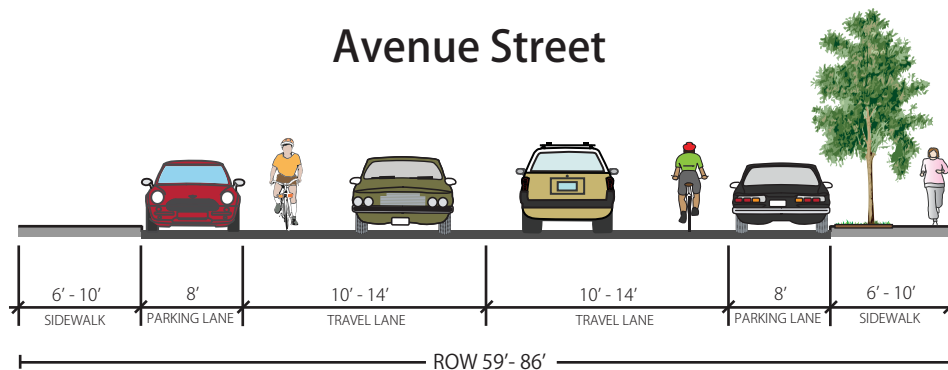 Avenue Street
6' - 10' 8' 10' - 14' 10' - 14' 8' 6' - 10'
SIDEWALK PARKING LANE TRAVEL LANE TRAVEL LANE PARKING LANE SIDEWALK
ROW 59'- 86'